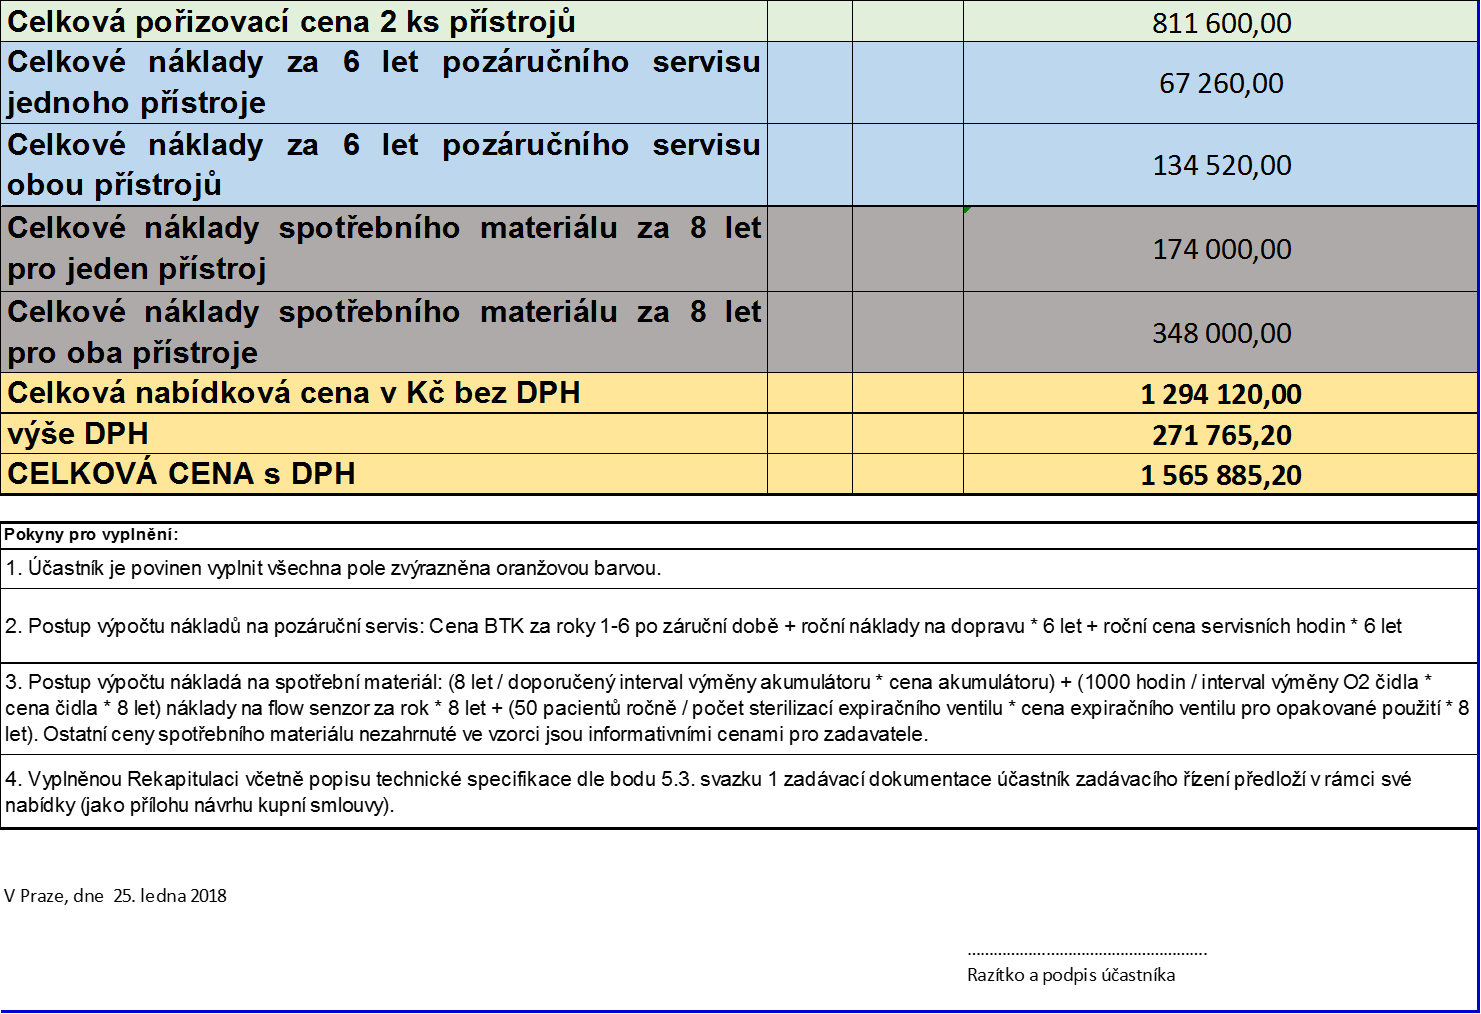 Celková pořizovací cena 2 ks přístrojů 811 600,00
Celkové náklady za 6 let pozáručního servisu
jednoho přístroje 67 260,00
Celkové náklady za 6 let pozáručního servisu
obou přístrojů 134 520,00
Celkové náklady spotřebního materiálu za 8 let
pro jeden přístroj 174 000,00
Celkové náklady spotřebního materiálu za 8 let
pro oba přístroje 348 000,00
Celková nabídková cena v Kč bez DPH 1 294 120,00
výše DPH 271 765,20
CELKOVÁ CENA s DPH 1 565 885,20
Pokyny pro vyplnění:
1. Účastník je povinen vyplnit všechna pole zvýrazněna oranžovou barvou.
2. Postup výpočtu nákladů na pozáruční servis: Cena BTK za roky 1-6 po záruční době + roční náklady na dopravu * 6 let + roční cena servisních hodin * 6 let
3. Postup výpočtu nákladá na spotřební materiál: (8 let / doporučený interval výměny akumulátoru * cena akumulátoru) + (1000 hodin / interval výměny O2 čidla *
cena čidla * 8 let) náklady na flow senzor za rok * 8 let + (50 pacientů ročně / počet sterilizací expiračního ventilu * cena expiračního ventilu pro opakované použití * 8
let). Ostatní ceny spotřebního materiálu nezahrnuté ve vzorci jsou informativními cenami pro zadavatele.
4. Vyplněnou Rekapitulaci včetně popisu technické specifikace dle bodu 5.3. svazku 1 zadávací dokumentace účastník zadávacího řízení předloží v rámci své
nabídky (jako přílohu návrhu kupní smlouvy).
V Praze, dne 25. ledna 2018
.......................................................
Razítko a podpis účastníka